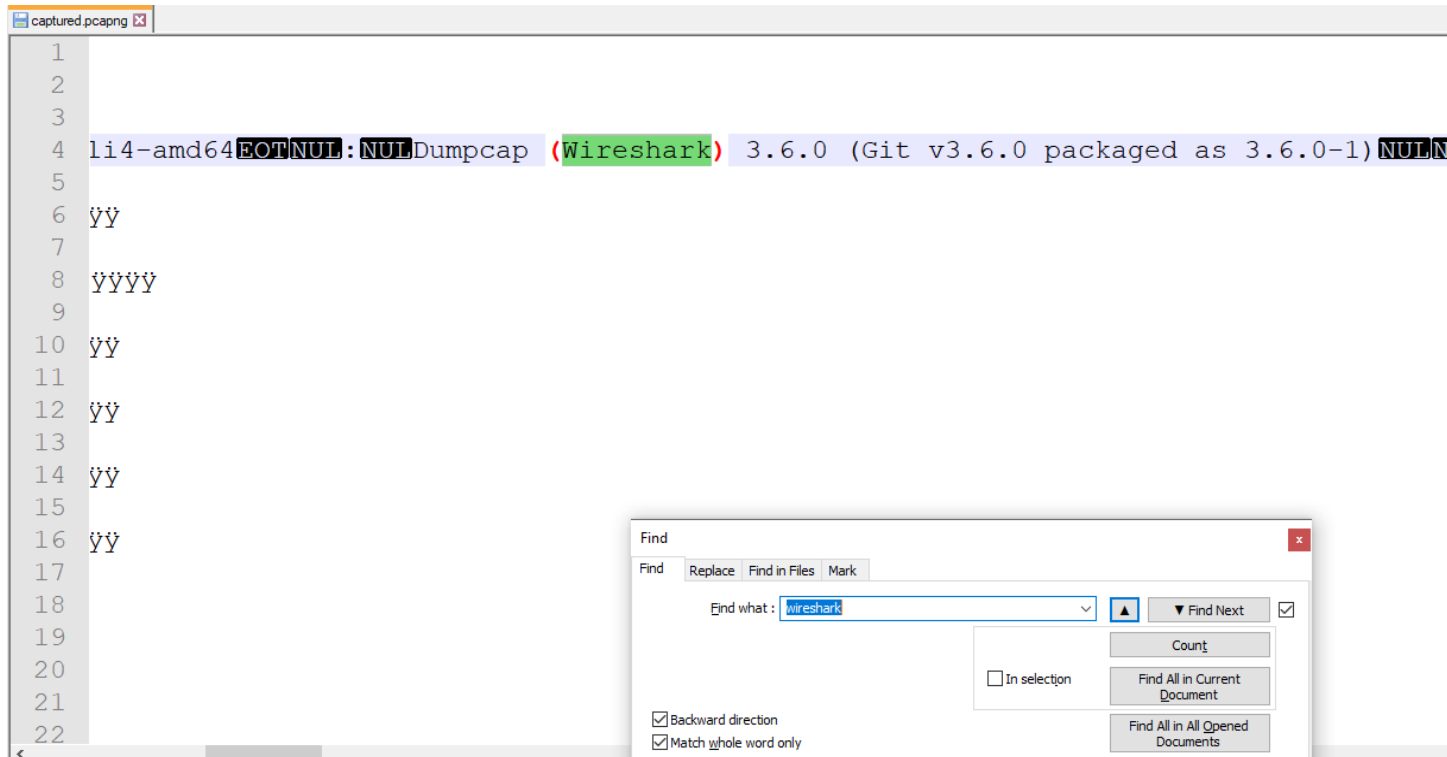 captured.pcapng
1
2
3
4 li4-amd64EOTNUL:NULDumpcap (Wireshark) 3.6.0 (Git v3.6.0 packaged as 3.6.0-1)NULN
5
6 ÿÿ
7
8 ÿÿÿÿ
9
10 ÿÿ
11
12 ÿÿ
13
14 ÿÿ
15
16 ÿÿ
17
18
19
20
21
22
Find
Find Replace Find in Files Mark
Find what : wireshark ▲ ▼ Find Next
Count
In selection Find All in Current
Document
Backward direction Find All in All Opened
Documents
Match whole word only